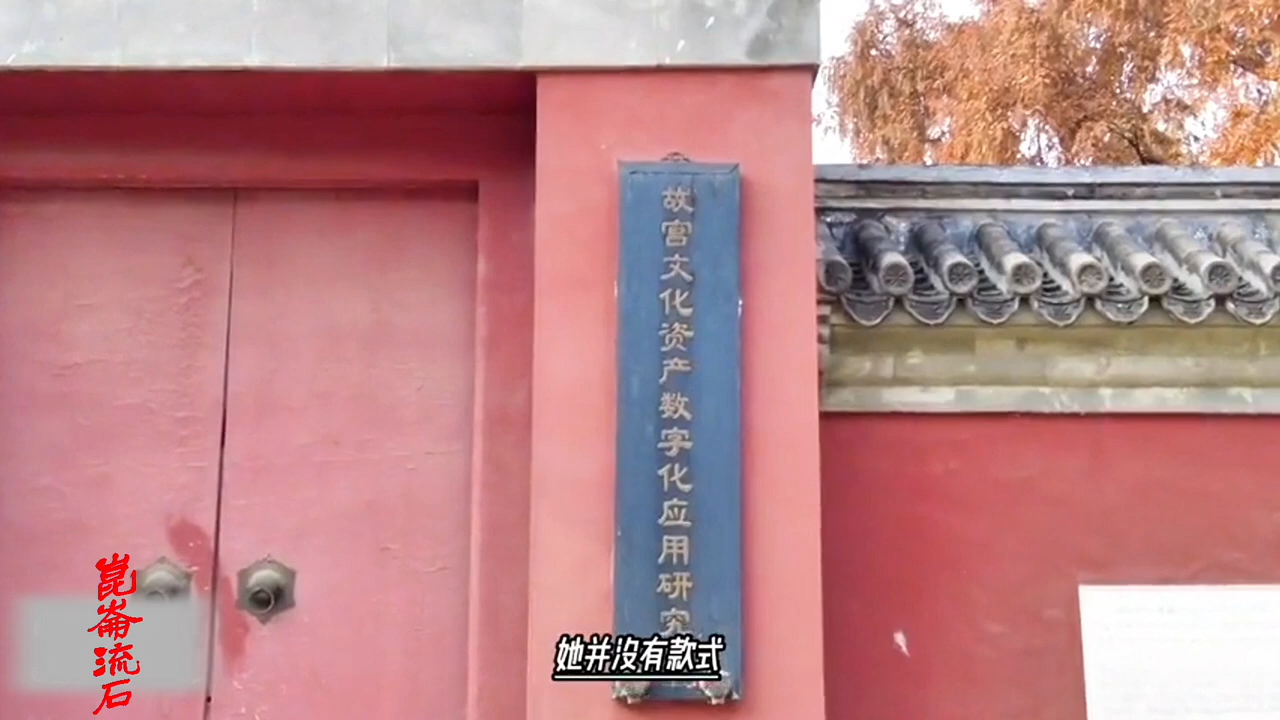 故宫文化资产数字化应用研究
她并没有款式
崑崙流石